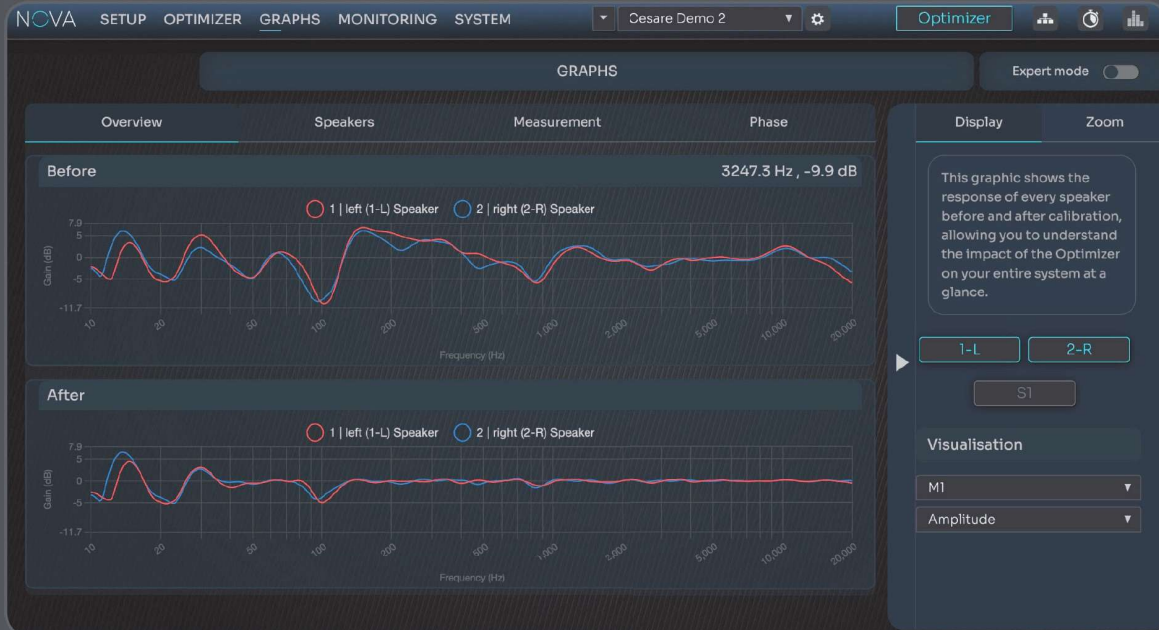 NOVA SETUP OPTIMIZER GRAPHS MONITORING SYSTEM Cesare Demo 2 Optimizer
GRAPHS
Expert mode
Overview Speakers Measurement Phase
Display Zoom
Before 3247.3 Hz , -9.9 dB
1 | left (1-L) Speaker 2 | right (2-R) Speaker
7.9
5
0
-5
-11.7
Gain (dB)
10 20 50 100 200 500 1,000 2,000 5,000 10,000 20,000
Frequency (Hz)
After
1 | left (1-L) Speaker 2 | right (2-R) Speaker
7.9
5
0
-5
-11.7
Gain (dB)
10 20 50 100 200 500 1,000 2,000 5,000 10,000 20,000
Frequency (Hz)
This graphic shows the
response of every speaker
before and after calibration,
allowing you to understand
the impact of the Optimizer
on your entire system at a
glance.
1-L 2-R
S1
Visualisation
M1
Amplitude